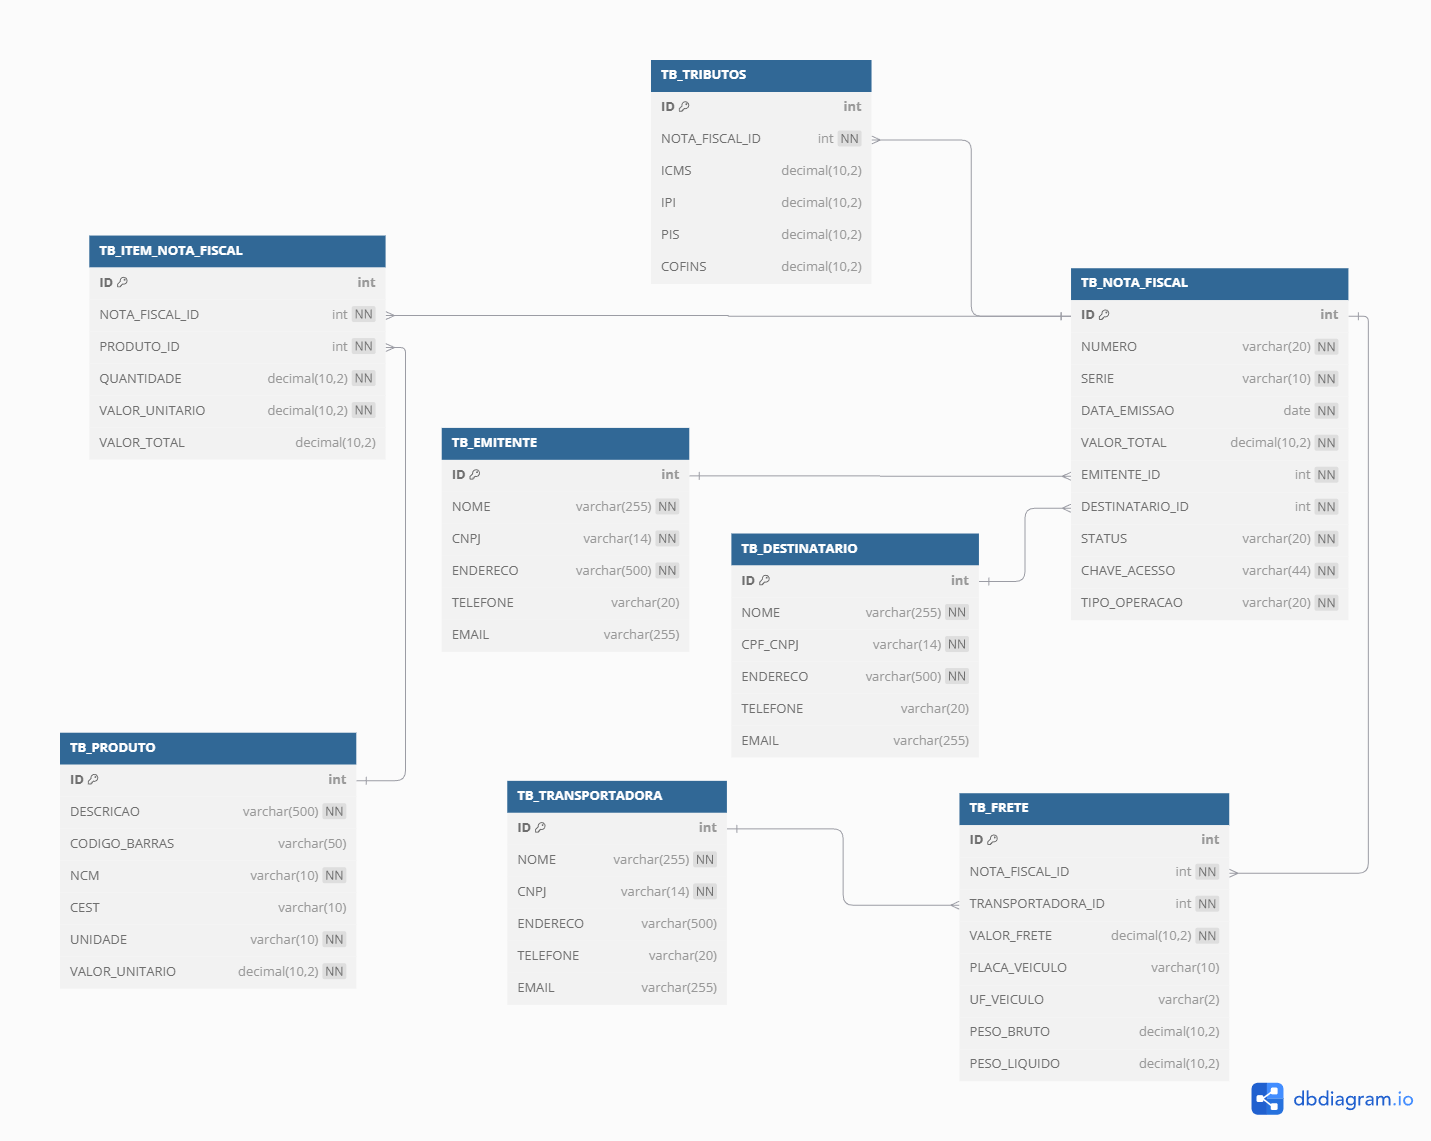 TB_TRIBUTOS
ID int
NOTA_FISCAL_ID int NN
ICMS decimal(10,2)
IPI decimal(10,2)
PIS decimal(10,2)
COFINS decimal(10,2)
TB_ITEM_NOTA_FISCAL
ID int
NOTA_FISCAL_ID int NN
PRODUTO_ID int NN
QUANTIDADE decimal(10,2) NN
VALOR_UNITARIO decimal(10,2) NN
VALOR_TOTAL decimal(10,2)
TB_NOTA_FISCAL
ID int
NUMERO varchar(20) NN
SERIE varchar(10) NN
DATA_EMISSAO date NN
VALOR_TOTAL decimal(10,2) NN
EMITENTE_ID int NN
DESTINATARIO_ID int NN
STATUS varchar(20) NN
CHAVE_ACESSO varchar(44) NN
TIPO_OPERACAO varchar(20) NN
TB_EMITENTE
ID int
NOME varchar(255) NN
CNPJ varchar(14) NN
ENDERECO varchar(500) NN
TELEFONE varchar(20)
EMAIL varchar(255)
TB_DESTINATARIO
ID int
NOME varchar(255) NN
CPF_CNPJ varchar(14) NN
ENDERECO varchar(500) NN
TELEFONE varchar(20)
EMAIL varchar(255)
TB_PRODUTO
ID int
DESCRICAO varchar(500) NN
CODIGO_BARRAS varchar(50)
NCM varchar(10) NN
CEST varchar(10)
UNIDADE varchar(10) NN
VALOR_UNITARIO decimal(10,2) NN
TB_TRANSPORTADORA
ID int
NOME varchar(255) NN
CNPJ varchar(14) NN
ENDERECO varchar(500)
TELEFONE varchar(20)
EMAIL varchar(255)
TB_FRETE
ID int
NOTA_FISCAL_ID int NN
TRANSPORTADORA_ID int NN
VALOR_FRETE decimal(10,2) NN
PLACA_VEICULO varchar(10)
UF_VEICULO varchar(2)
PESO_BRUTO decimal(10,2)
PESO_LIQUIDO decimal(10,2)
dbdiagram.io